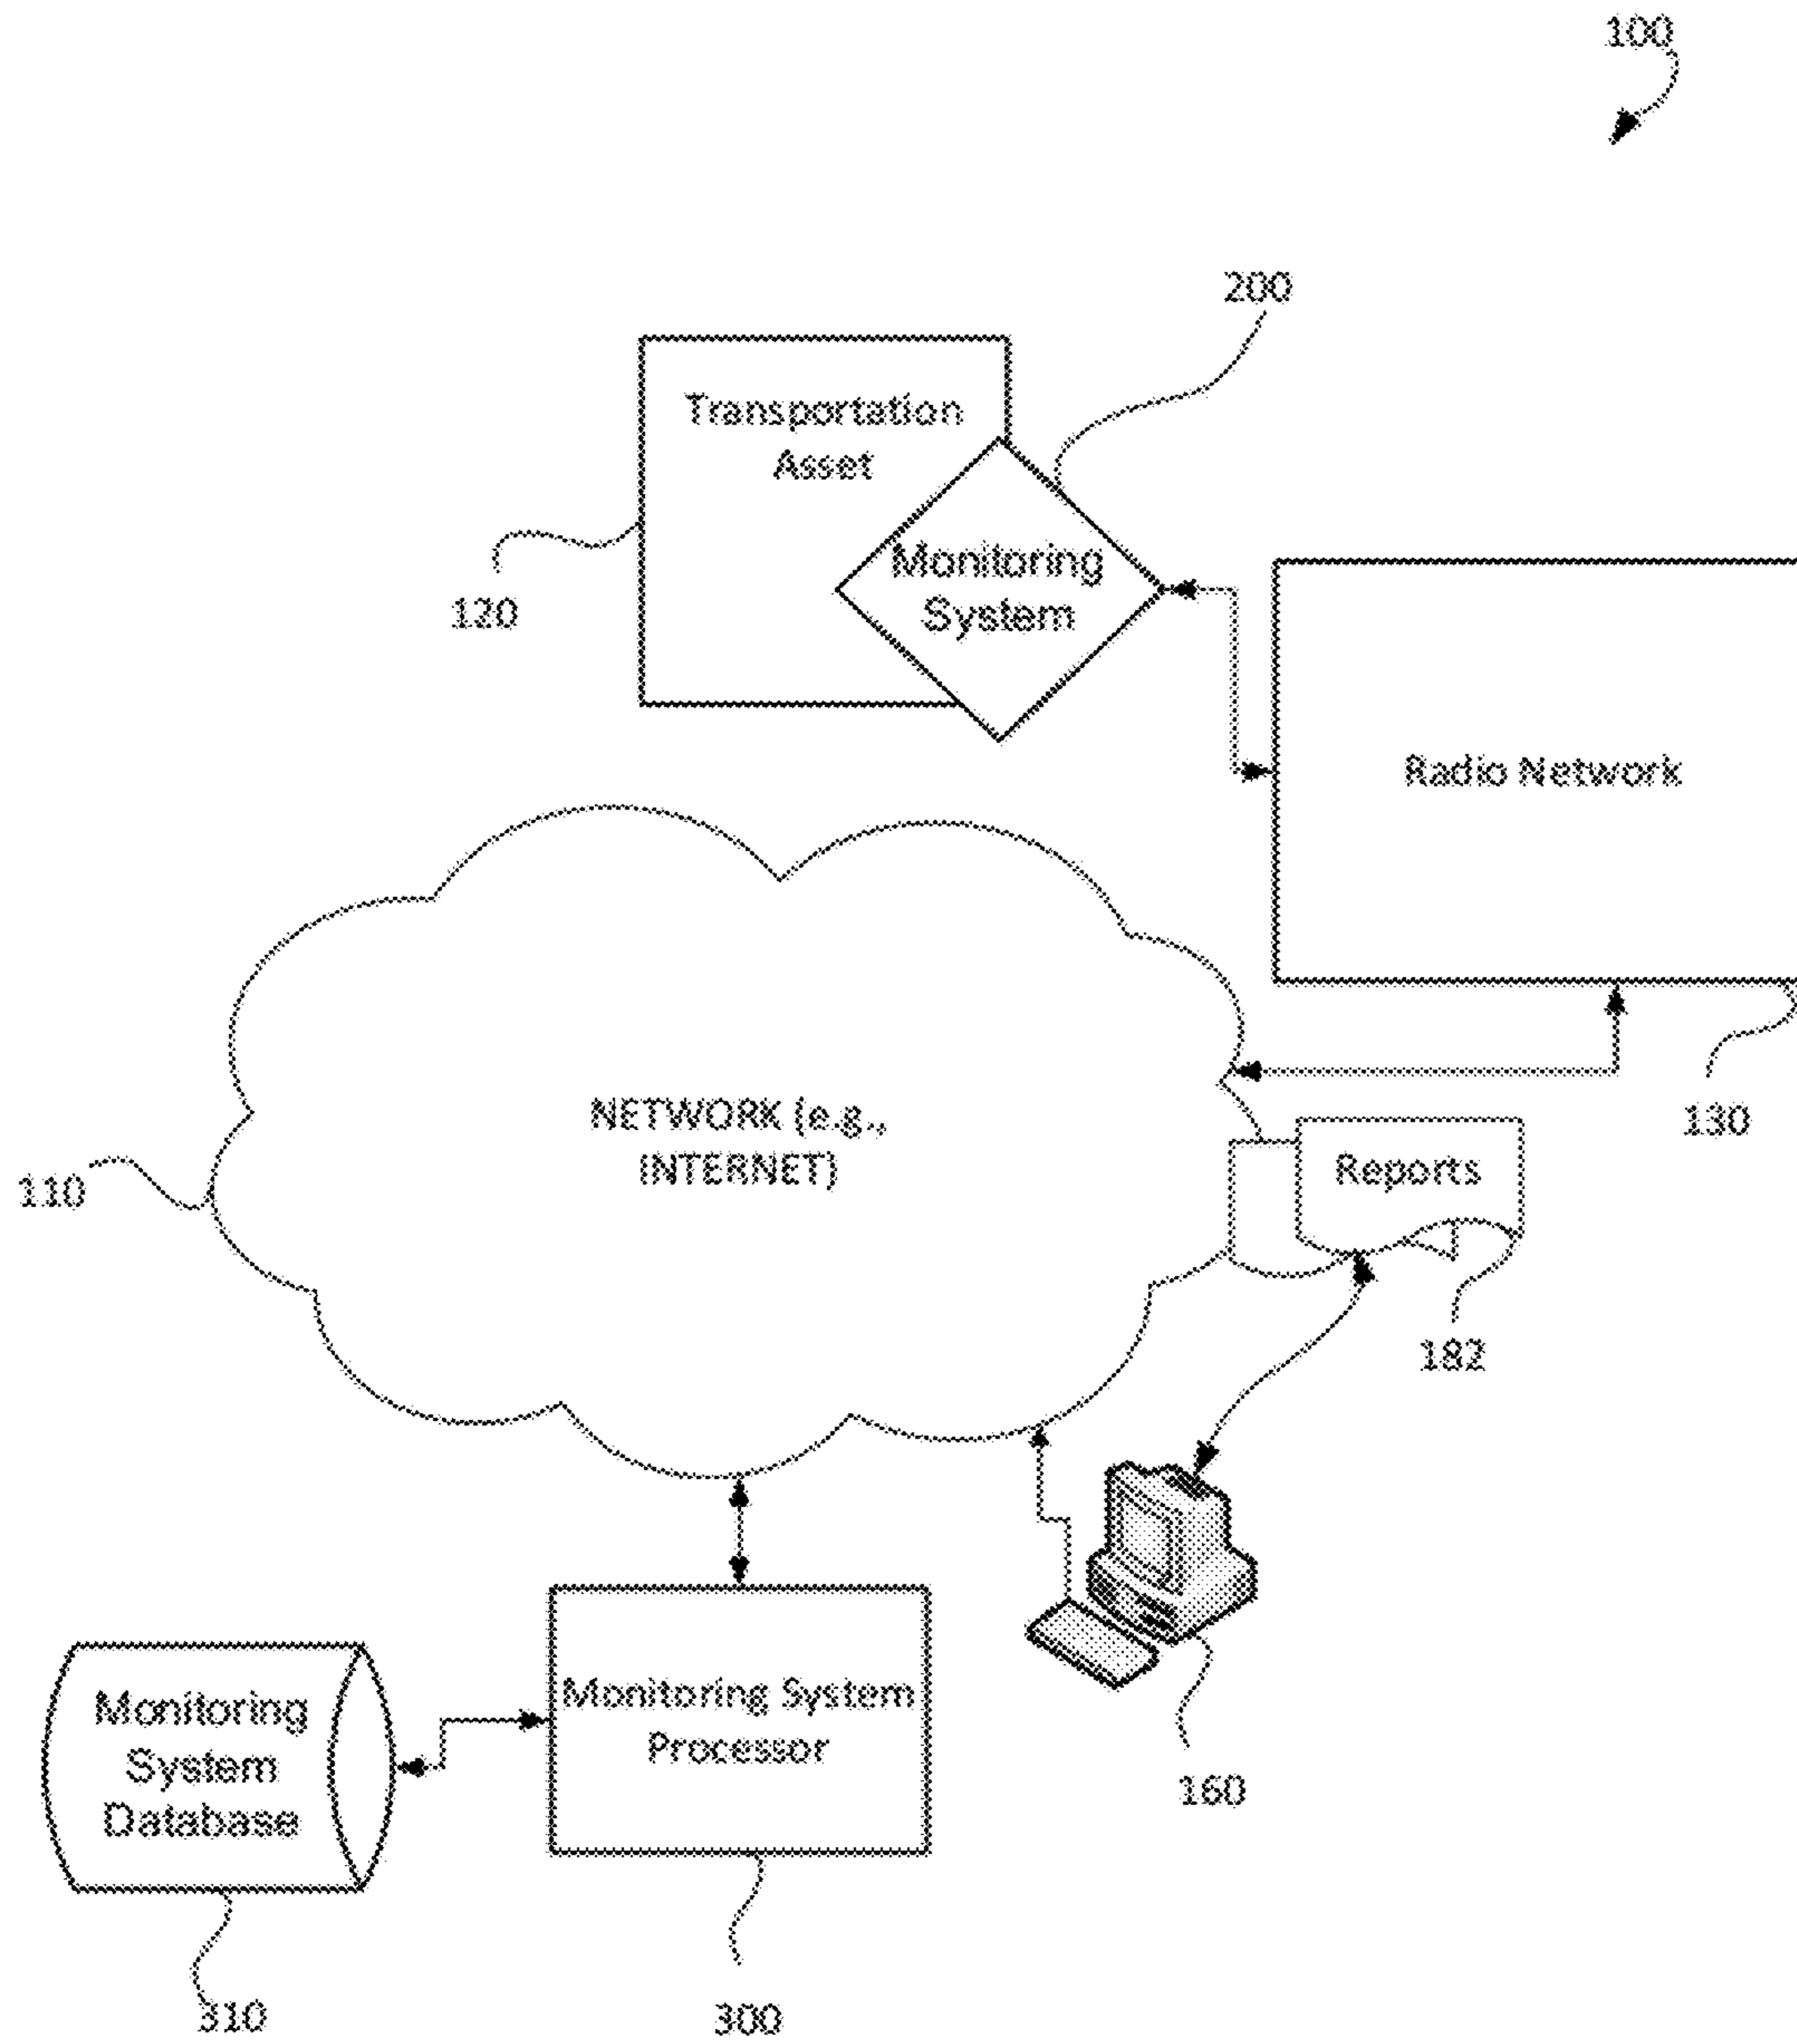 100
200
Transportation
Asset
Monitoring
System
120
Radio Network
NETWORK (e.g.,
INTERNET)
130
110
Reports
182
Monitoring System
Processor
Monitoring
System
Database
160
310
300